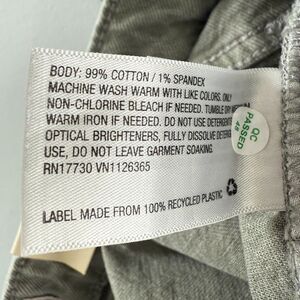 BODY: 99% COTTON / 1% SPANDEX
MACHINE WASH WARM WITH LIKE COLORS. ONLY
NON-CHLORINE BLEACH IF NEEDED. TUMBLE DRY
WARM IRON IF NEEDED. DO NOT USE DETERGENT
OPTICAL BRIGHTENERS, FULLY DISSOLVE DETER
USE, DO NOT LEAVE GARMENT SOAKING.
RN17730 VN1126365
LABEL MADE FROM 100% RECYCLED PLASTIC
QC
PASSED